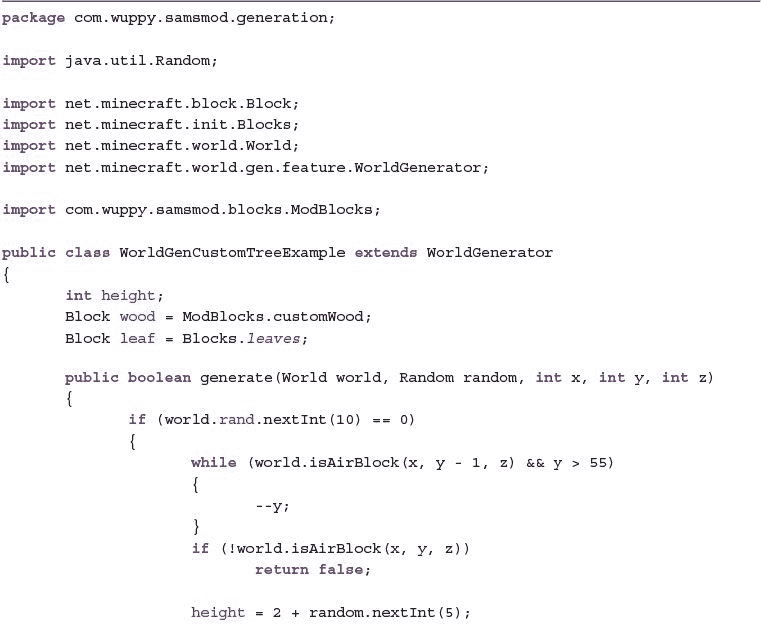 package com.wuppy.samsmod.generation;
import java.util.Random;
import net.minecraft.block.Block;
import net.minecraft.init.Blocks;
import net.minecraft.world.World;
import net.minecraft.world.gen.feature.WorldGenerator;
import com.wuppy.samsmod.blocks.ModBlocks;
public class WorldGenCustomTreeExample extends WorldGenerator
{
int height;
Block wood = ModBlocks.customWood;
Block leaf = Blocks.leaves;
public boolean generate(World world, Random random, int x, int y, int z)
{
if (world.rand.nextInt(10) == 0)
{
while (world.isAirBlock(x, y - 1, z) && y > 55)
{
--y;
}
if (!world.isAirBlock(x, y, z))
return false;
height = 2 + random.nextInt(5);